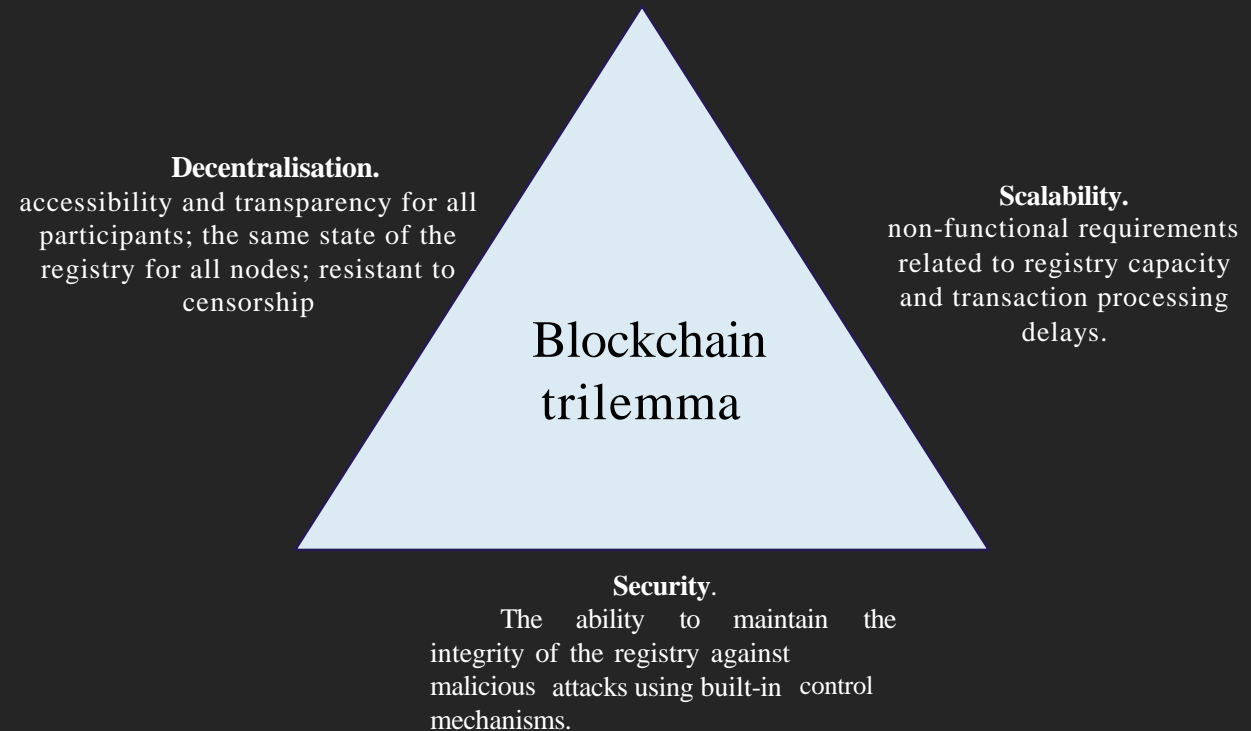 Decentralisation.
accessibility and transparency for all
participants; the same state of the
registry for all nodes; resistant to
censorship
Scalability.
non-functional requirements
related to registry capacity
and transaction processing
delays.
Blockchain
trilemma
Security.
The ability to maintain the
integrity of the registry against
malicious attacks using built-in control
mechanisms.